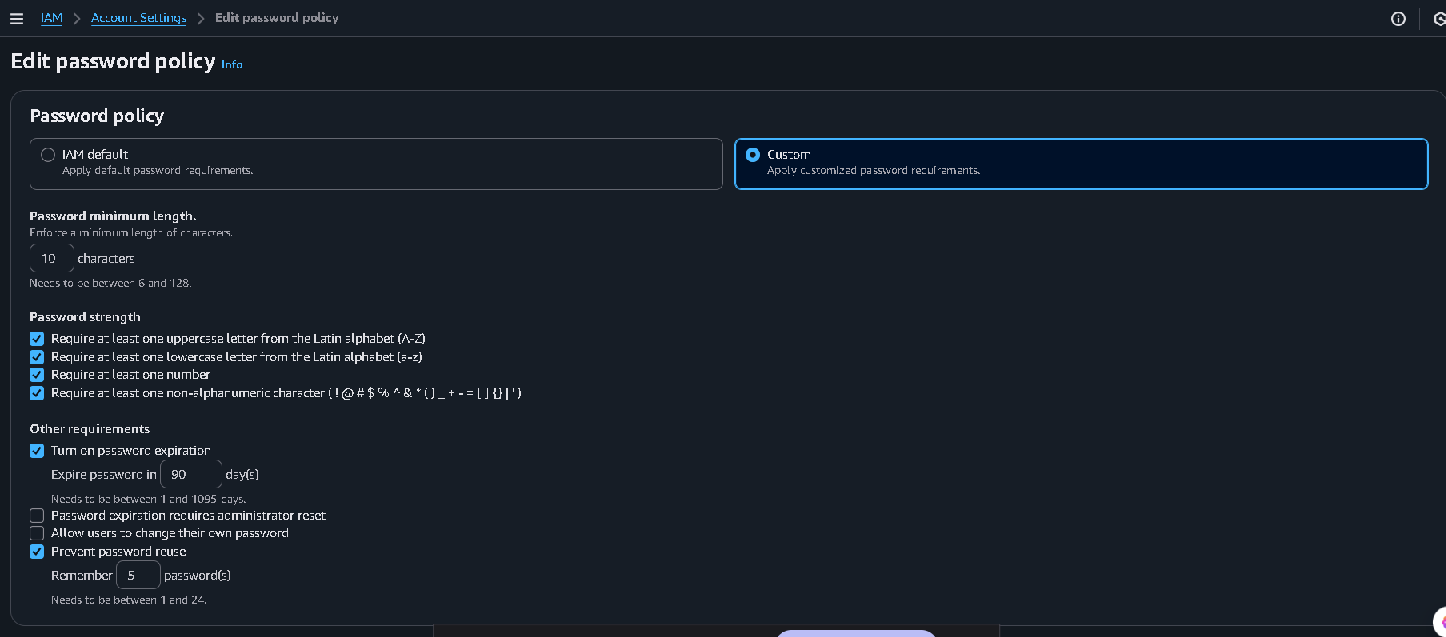 IAM > Account Settings > Edit password policy
Edit password policy Info
Password policy
IAM default
Apply default password requirements.
Custom
Apply customized password requirements.
Password minimum length.
Enforce a minimum length of characters.
10 characters
Needs to be between 6 and 128.
Password strength
Require at least one uppercase letter from the Latin alphabet (A-Z)
Require at least one lowercase letter from the Latin alphabet (a-z)
Require at least one number
Require at least one non-alphanumeric character ( ! @ # $ % ^ & * ( ) _ + - = [ ] { } | ' )
Other requirements
Turn on password expiration
Expire password in 90 day(s)
Needs to be between 1 and 1095 days.
Password expiration requires administrator reset
Allow users to change their own password
Prevent password reuse
Remember 5 password(s)
Needs to be between 1 and 24.